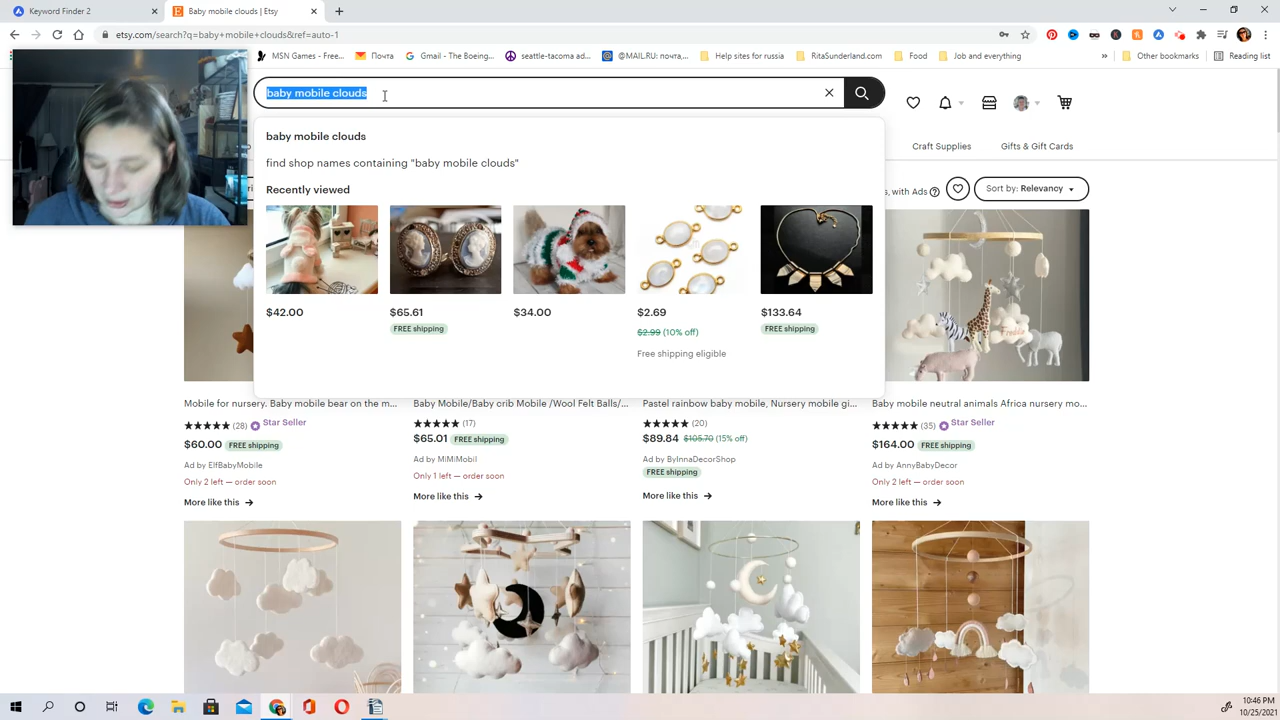 Keyword Finder 2
Baby mobile clouds | Etsy
etsy.com/search?q=baby+mobile+clouds&ref=auto-1
MSN Games - Free...
Почта
Gmail - The Boeing...
seattle-tacoma ad...
@MAIL.RU: почта,...
Help sites for russia
RitaSunderland.com
Food
Job and everything
»
Other bookmarks
Reading list
baby mobile clouds
baby mobile clouds
find shop names containing "baby mobile clouds"
Craft Supplies
Gifts & Gift Cards
Recently viewed
s, with Ads
Sort by: Relevancy
$42.00
$65.61
$34.00
$2.69
$133.64
FREE shipping
$2.99 (10% off)
FREE shipping
Free shipping eligible
Mobile for nursery. Baby mobile bear on the m...
Baby Mobile/Baby crib Mobile /Wool Felt Balls/...
Pastel rainbow baby mobile, Nursery mobile gi...
Baby mobile neutral animals Africa nursery mo...
(28) Star Seller
(17)
(20)
(35) Star Seller
$60.00 FREE shipping
$65.01 FREE shipping
$89.84 $105.70 (15% off)
$164.00 FREE shipping
Ad by ElfBabyMobile
Ad by MiMiMobil
Ad by ByInnaDecorShop
Ad by AnnyBabyDecor
Only 2 left — order soon
Only 1 left — order soon
FREE shipping
Only 2 left — order soon
More like this
More like this
More like this
More like this
10:46 PM
10/25/2021